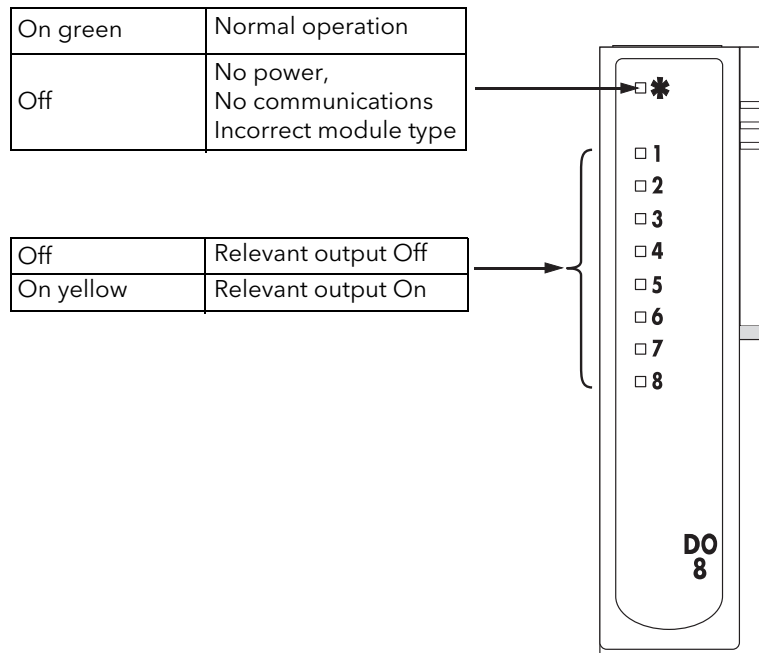 On green Normal operation
Off No power,
No communications
Incorrect module type
✱
1
2
3
4
5
6
7
8
Off Relevant output Off
On yellow Relevant output On
DO
8